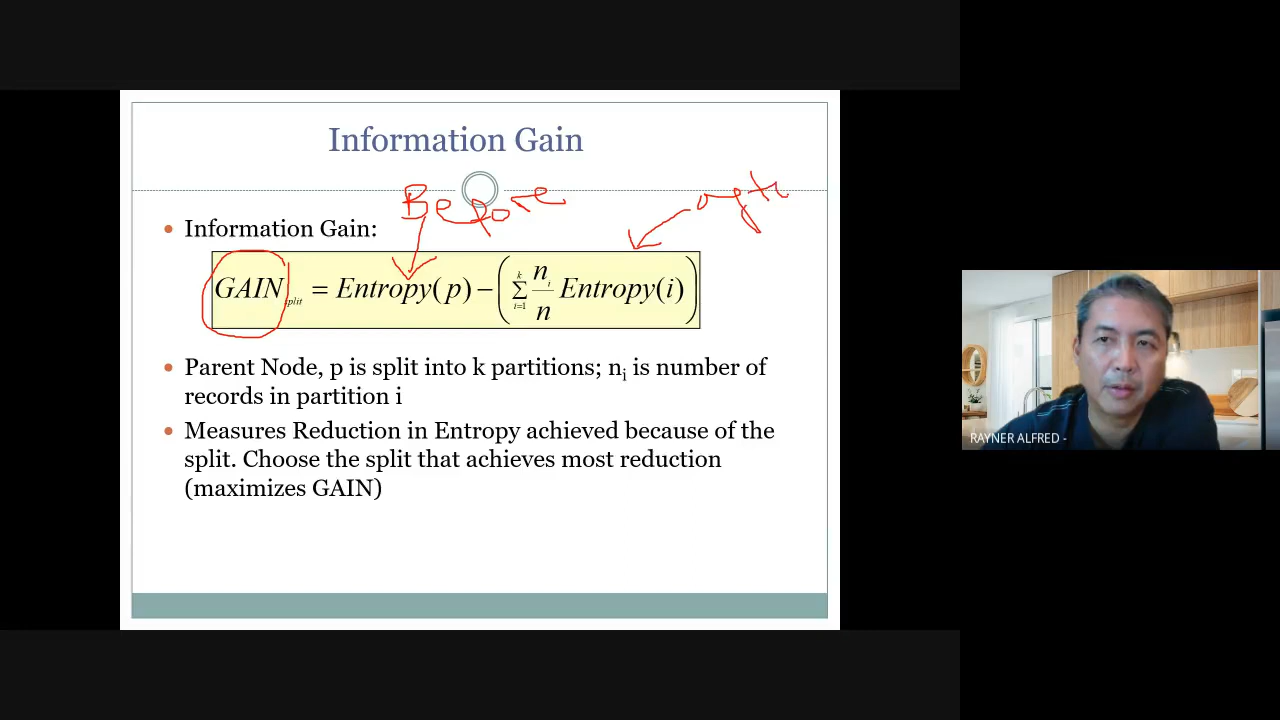 Information Gain
Before
afte
Information Gain:
GAIN split = Entropy(p) − (∑ k i=1 n i / n Entropy(i))
Parent Node, p is split into k partitions; ni is number of
records in partition i
Measures Reduction in Entropy achieved because of the
split. Choose the split that achieves most reduction
(maximizes GAIN)
RAYNER ALFRED -